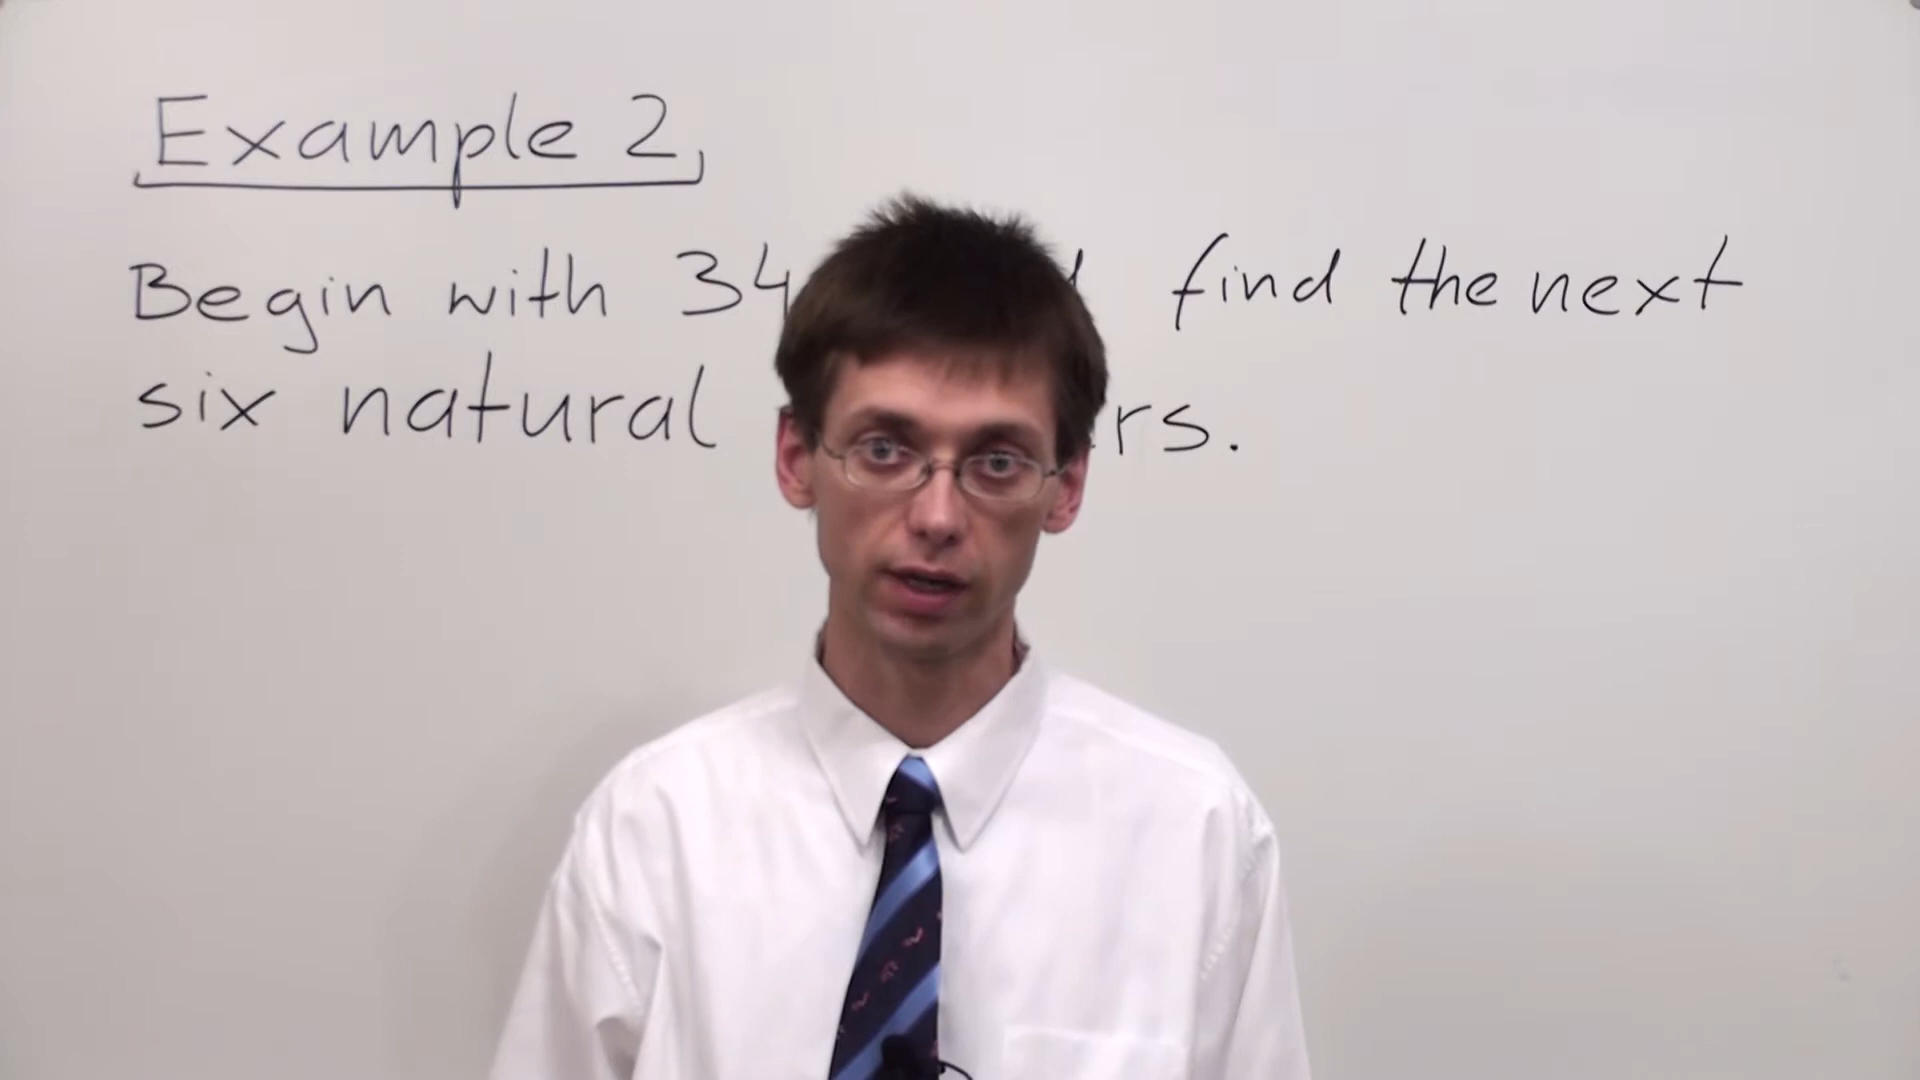 Example 2
Begin with 34 find the next
six natural rs.